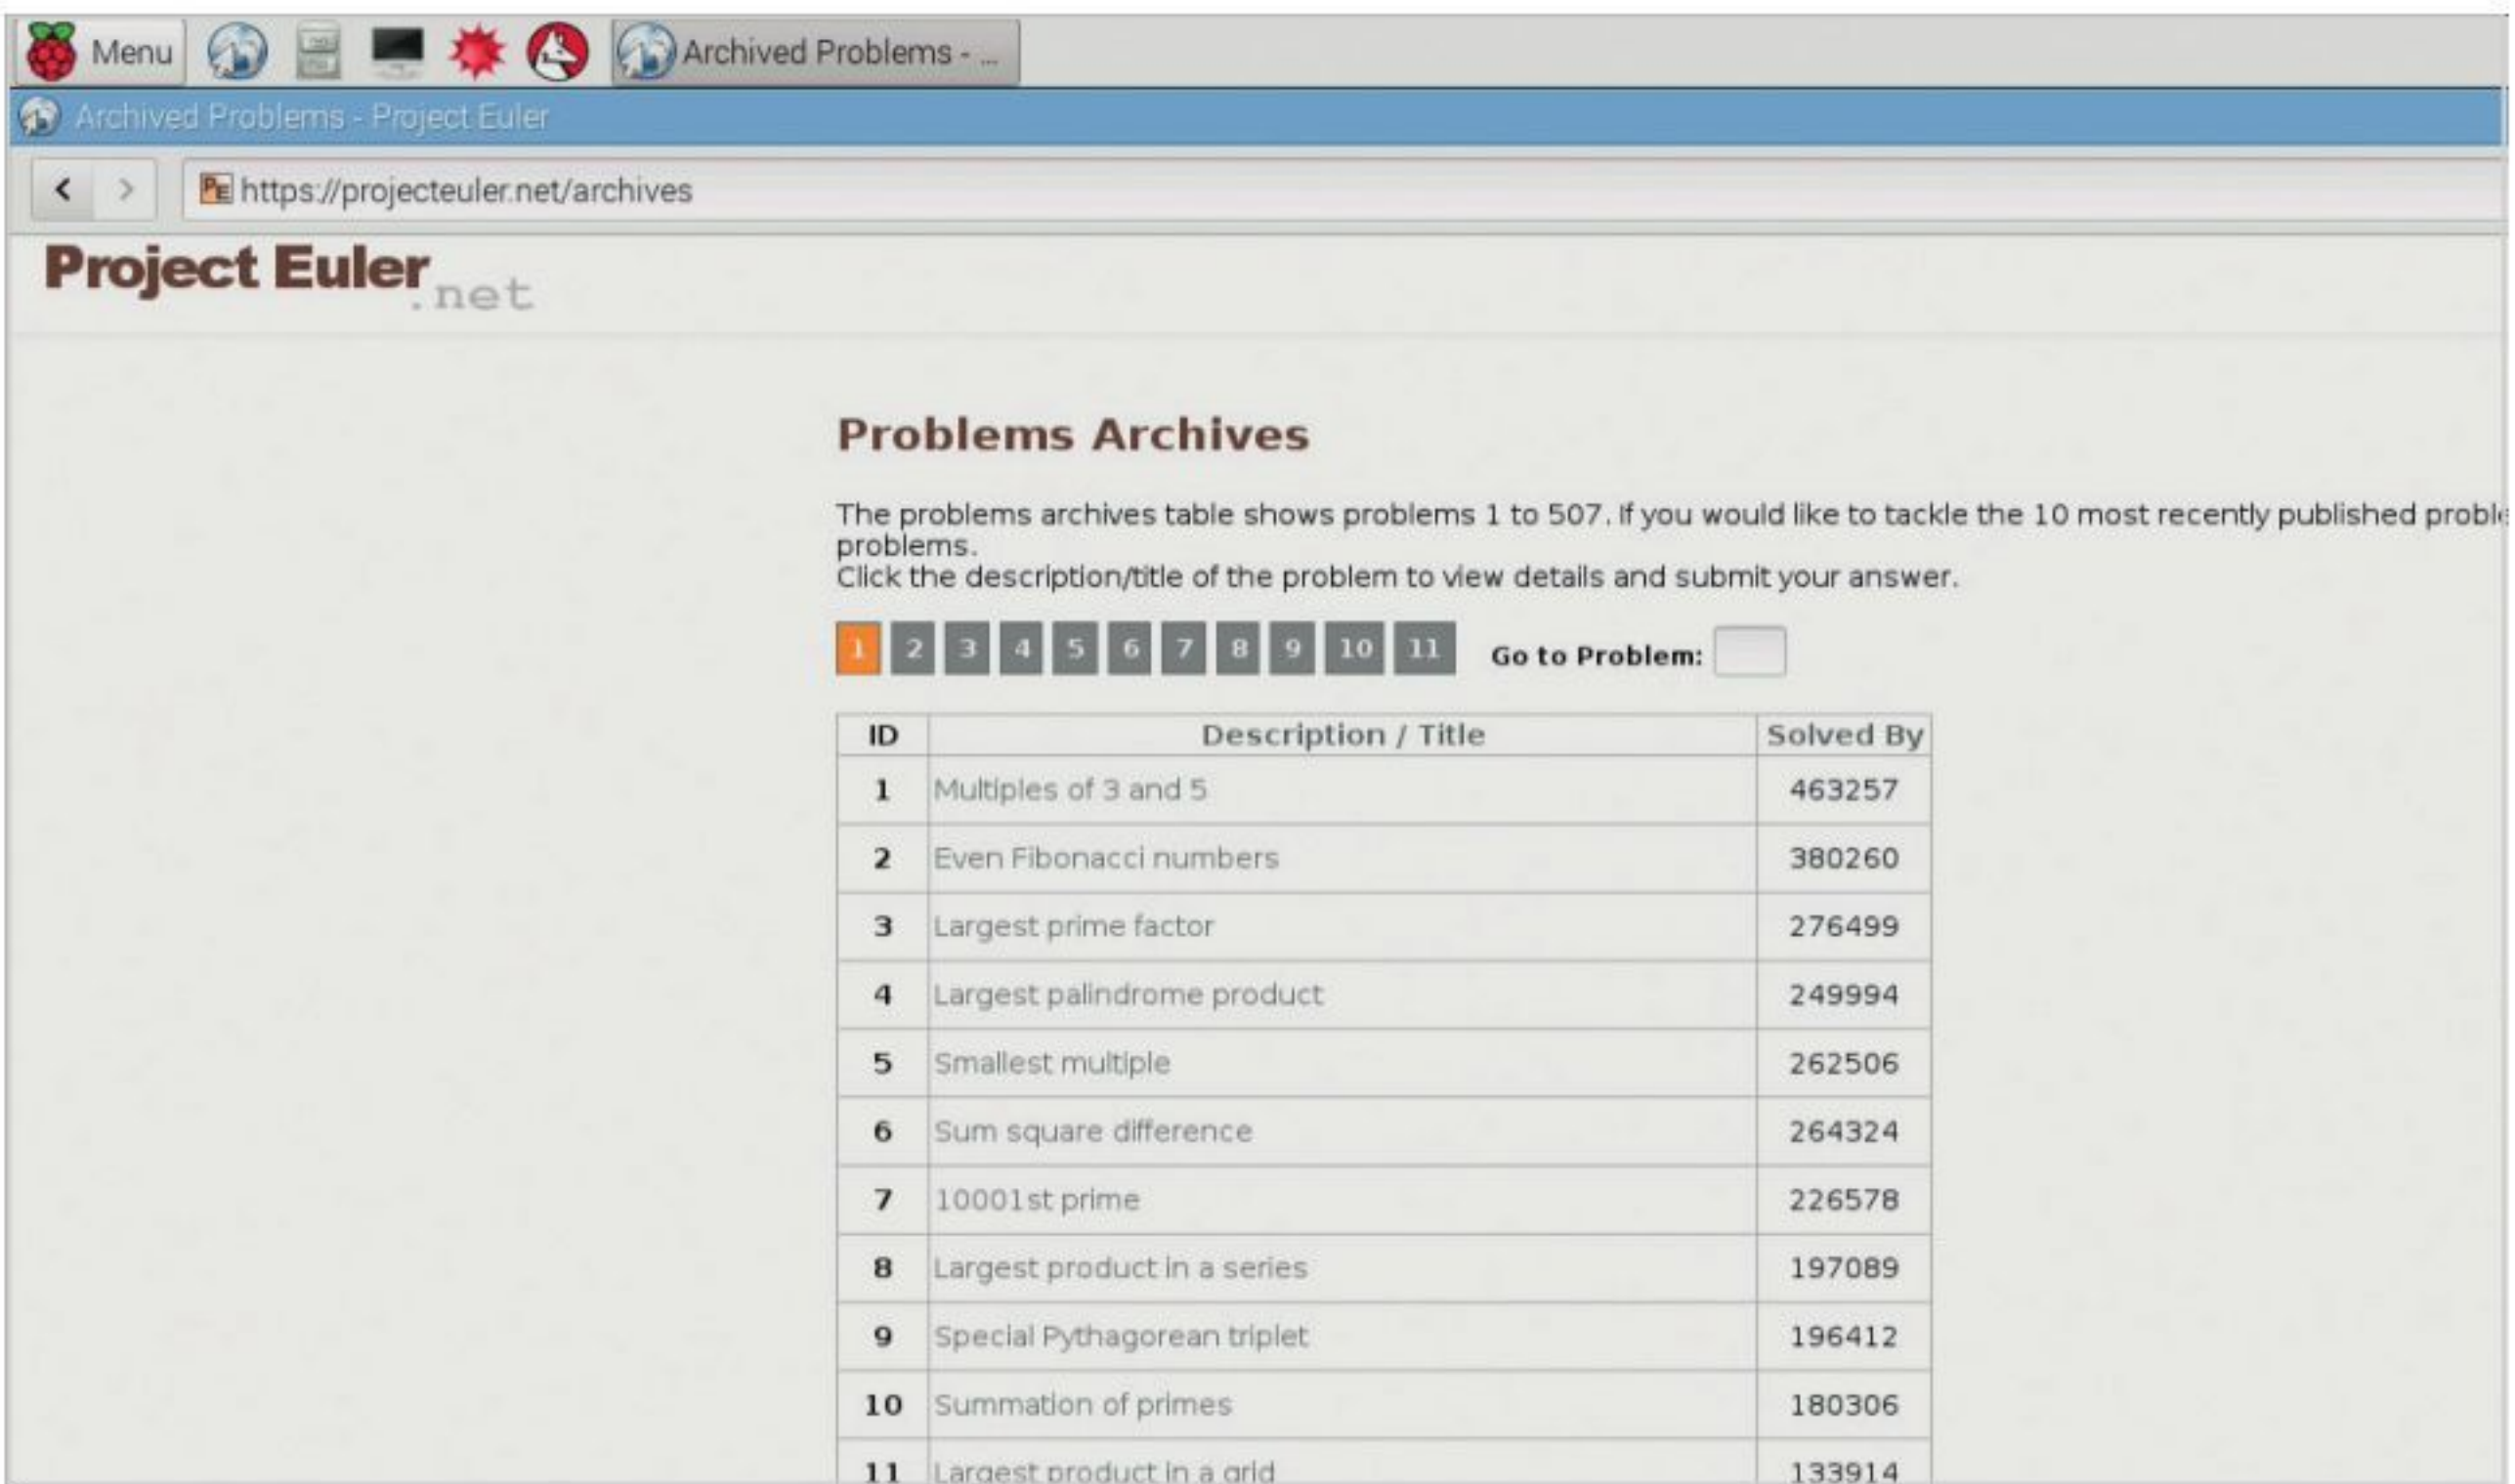 Menu
Archived Problems - ...
Archived Problems - Project Euler
https://projecteuler.net/archives
Project Euler.net
Problems Archives
The problems archives table shows problems 1 to 507. If you would like to tackle the 10 most recently published
problems.
Click the description/title of the problem to view details and submit your answer.
1 2 3 4 5 6 7 8 9 10 11 Go to Problem:
ID Description / Title Solved By
1 Multiples of 3 and 5 463257
2 Even Fibonacci numbers 380260
3 Largest prime factor 276499
4 Largest palindrome product 249994
5 Smallest multiple 262506
6 Sum square difference 264324
7 10001st prime 226578
8 Largest product in a series 197089
9 Special Pythagorean triplet 196412
10 Summation of primes 180306
11 Largest product in a grid 133914